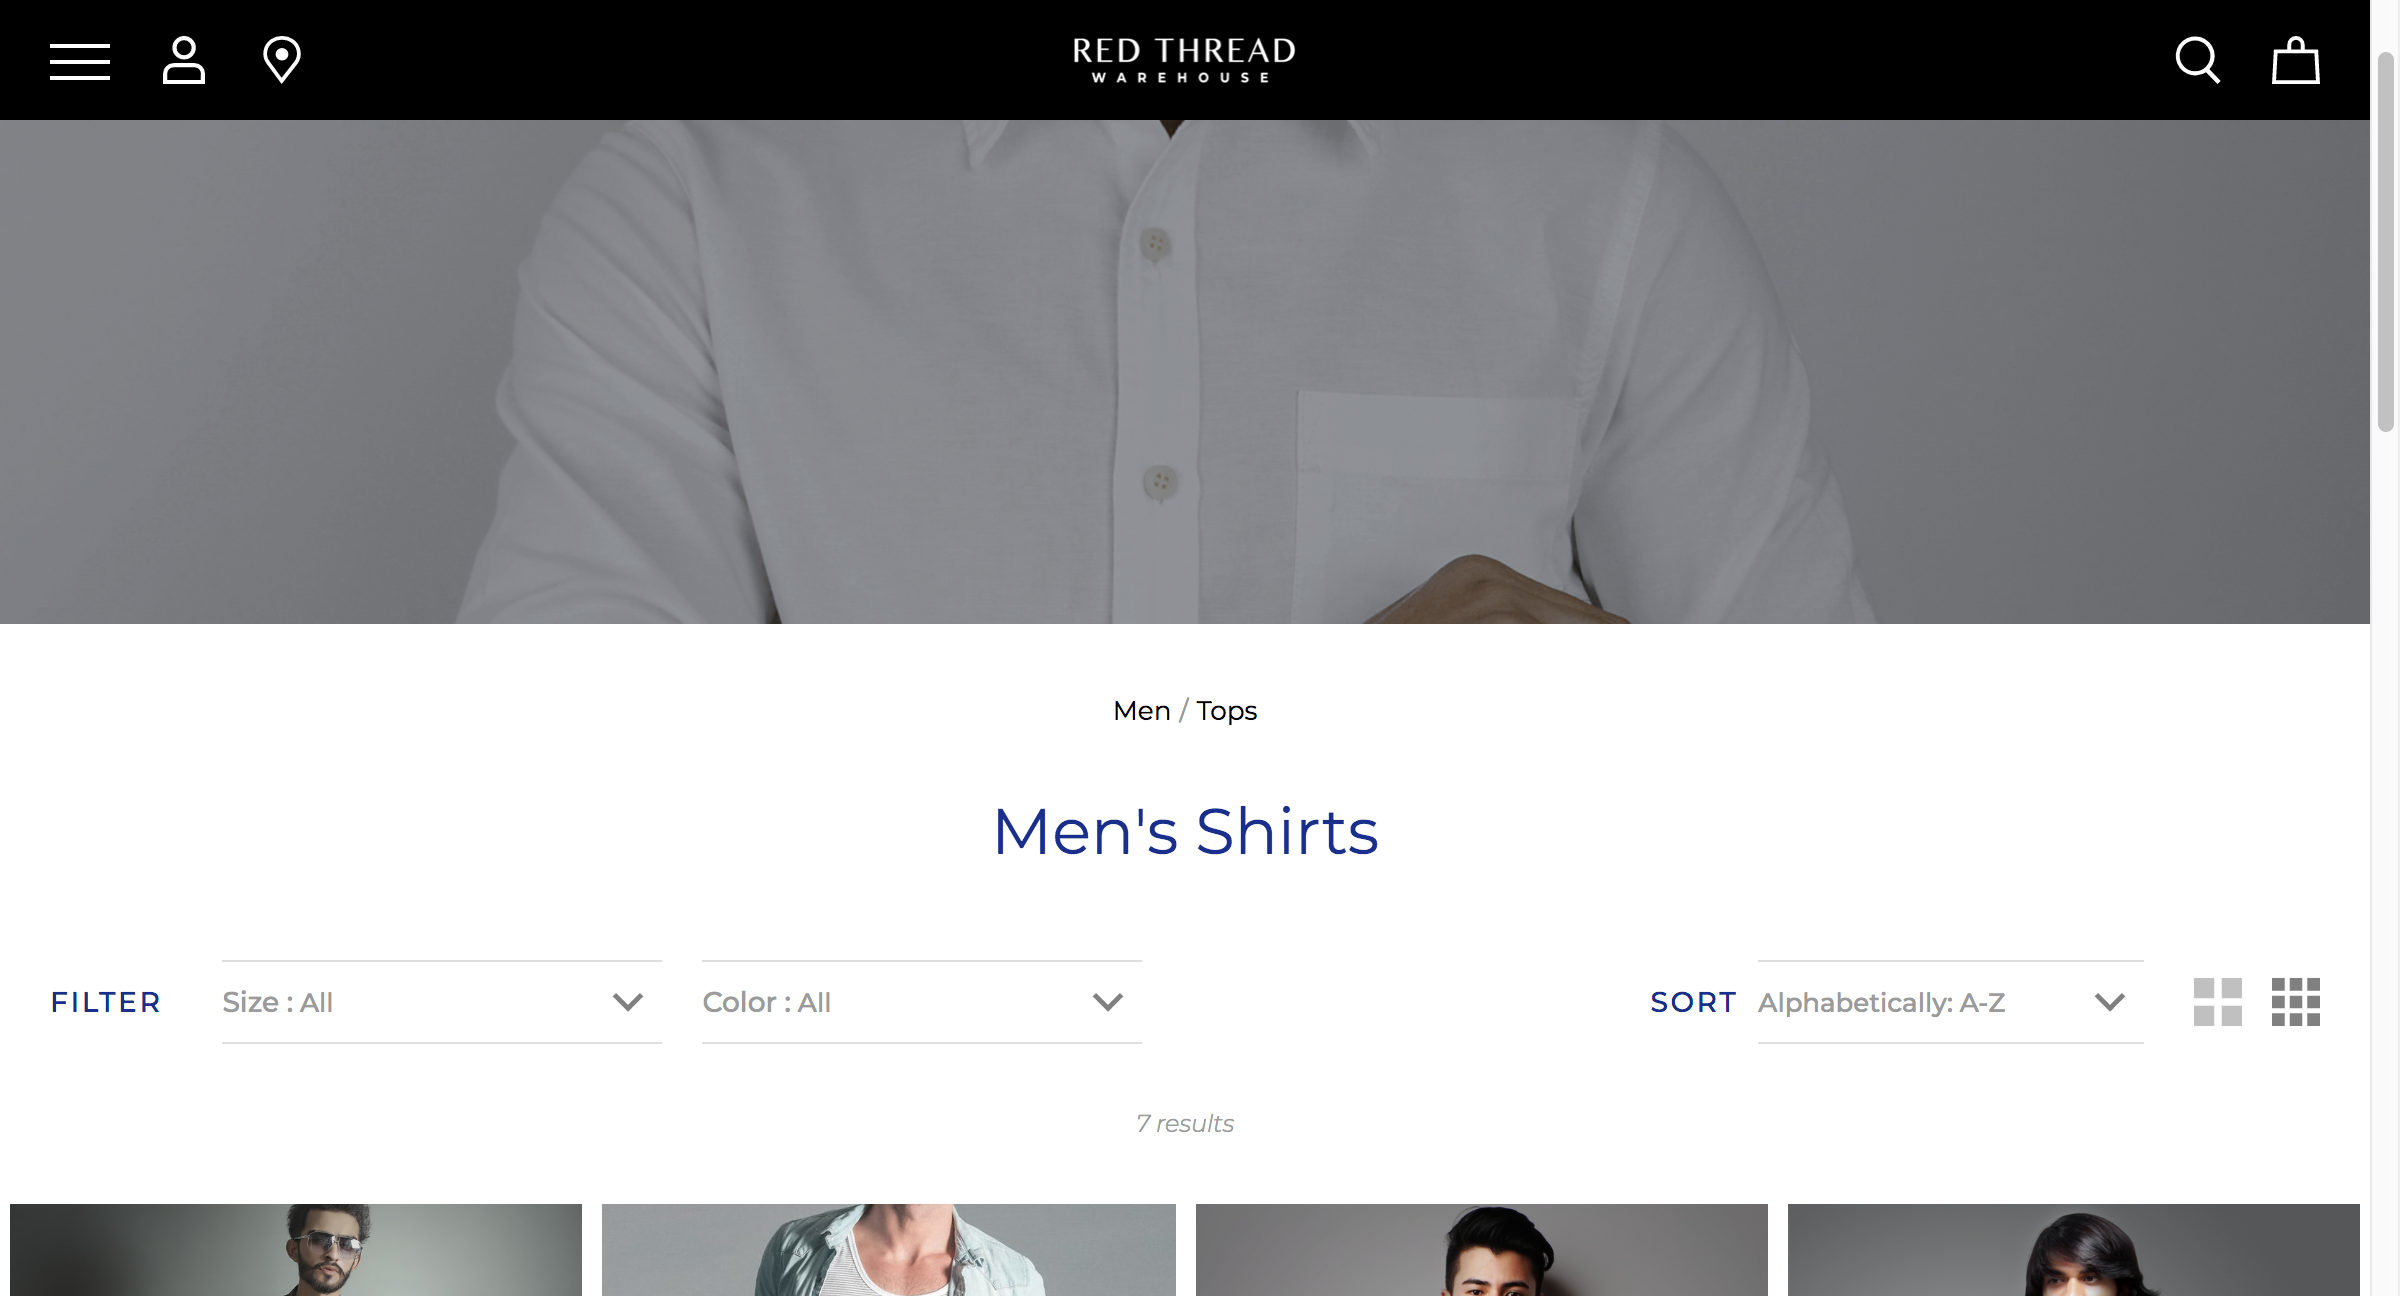 RED THREAD
WAREHOUSE
Men / Tops
Men's Shirts
FILTER
Size : All
Color : All
SORT
Alphabetically: A-Z
7 results